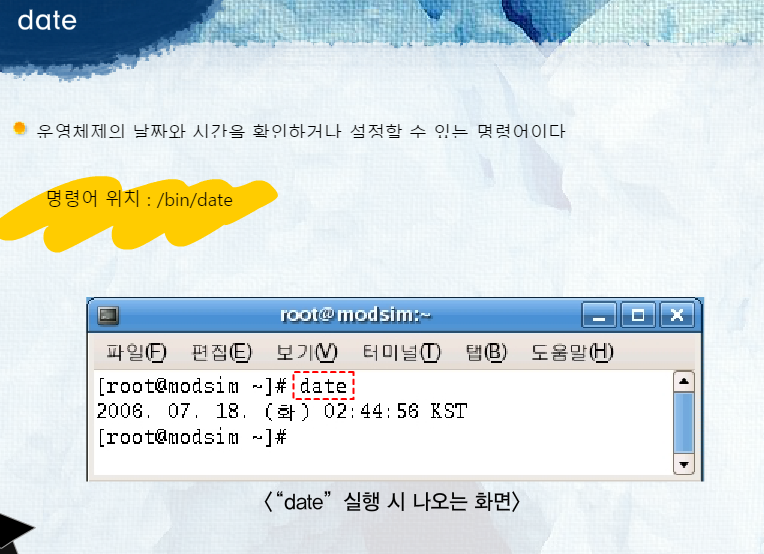 date
운영체제의 날짜와 시간을 확인하거나 설정할 수 있는 명령어이다
명령어 위치 : /bin/date
root@modsim:~
파일(F) 편집(E) 보기(V) 터미널(T) 탭(B) 도움말(H)
[root@modsim ~]# date
2006. 07. 18. (화) 02:44:56 KST
[root@modsim ~]#
〈“date” 실행 시 나오는 화면〉